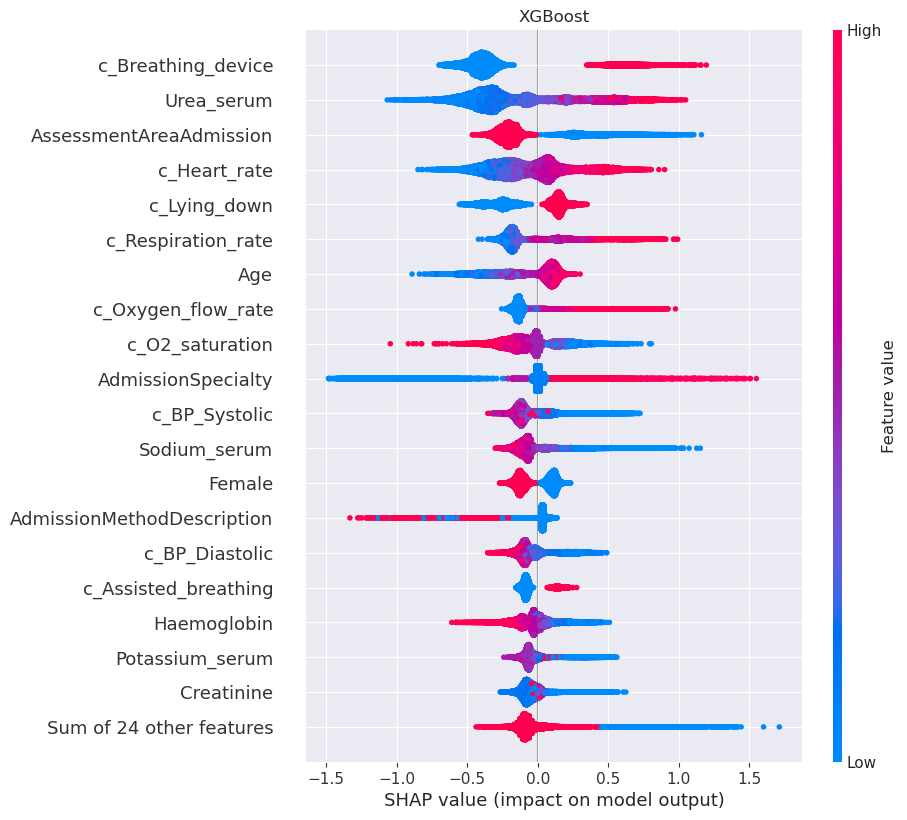 XGBoost
High
c_Breathing_device
Urea_serum
AssessmentAreaAdmission
c_Heart_rate
c_Lying_down
c_Respiration_rate
Age
c_Oxygen_flow_rate
c_O2_saturation
AdmissionSpecialty
c_BP_Systolic
Sodium_serum
Female
AdmissionMethodDescription
c_BP_Diastolic
c_Assisted_breathing
Haemoglobin
Potassium_serum
Creatinine
Sum of 24 other features
Feature value
Low
−1.5 −1.0 −0.5 0.0 0.5 1.0 1.5
SHAP value (impact on model output)